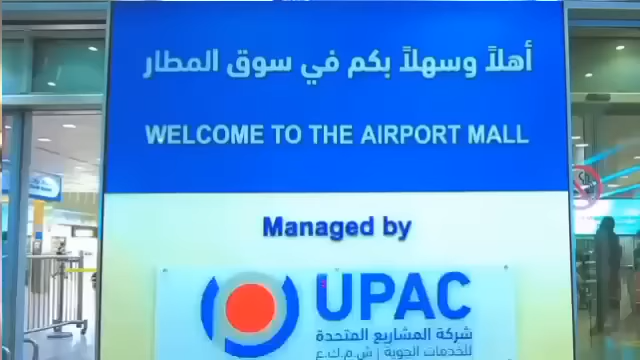 أهلاً وسهلاً بكم في سوق المطار
WELCOME TO THE AIRPORT MALL
Managed by
UPAC
شركة المشاريع المتحدة
للخدمات الجوية | ش.م.ك.ع